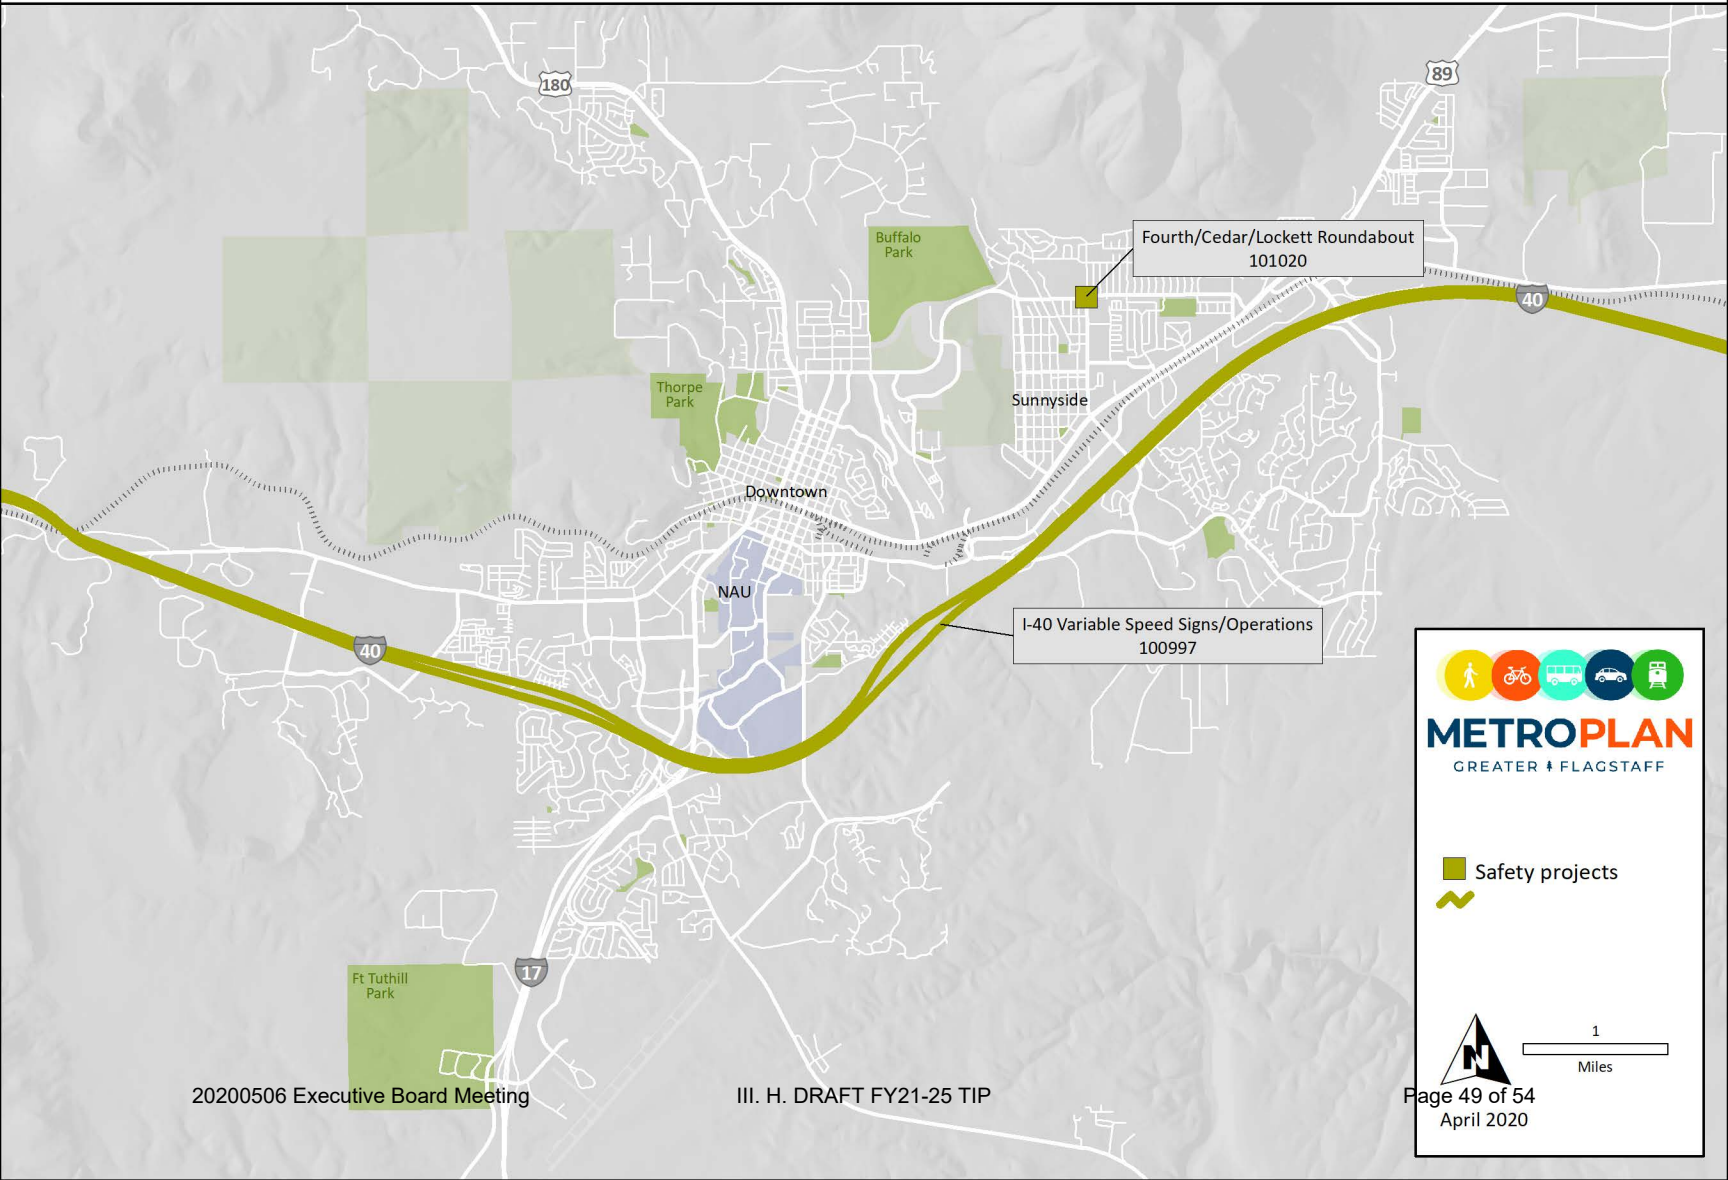 180
89
Buffalo
Park
Fourth/Cedar/Lockett Roundabout
101020
40
Thorpe
Park
Sunnyside
Downtown
NAU
I-40 Variable Speed Signs/Operations
100997
40
METROPLAN
GREATER FLAGSTAFF
Safety projects
17
Ft Tuthill
Park
N
1
Miles
20200506 Executive Board Meeting
III. H. DRAFT FY21-25 TIP
Page 49 of 54
April 2020